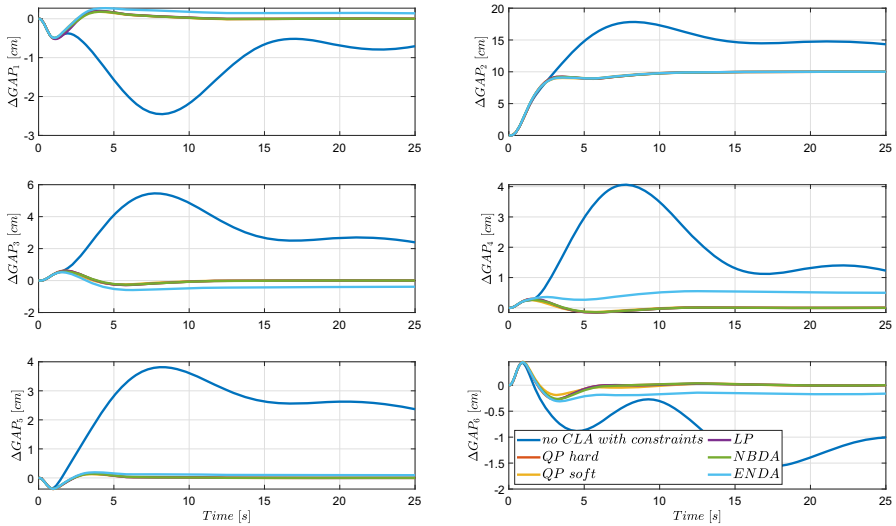 ΔGAP₁ [cm]
0
-1
-2
-3
0 5 10 15 20 25
ΔGAP₂ [cm]
20
15
10
5
0
0 5 10 15 20 25
ΔGAP₃ [cm]
6
4
2
0
-2
0 5 10 15 20 25
ΔGAP₄ [cm]
4
3
2
1
0
0 5 10 15 20 25
ΔGAP₅ [cm]
4
3
2
1
0
0 5 10 15 20 25
Time [s]
ΔGAP₆ [cm]
0
-0.5
-1
-1.5
-2
0 5 10 15 20 25
Time [s]
no CLA with constraints
QP hard
QP soft
LP
NBDA
ENDA